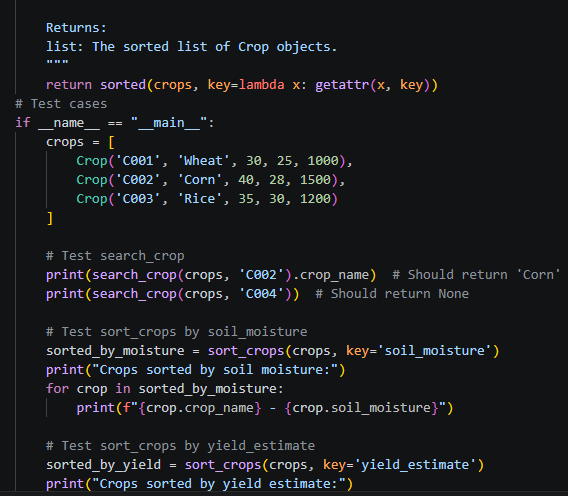 Returns:
    list: The sorted list of Crop objects.
    """
    return sorted(crops, key=lambda x: getattr(x, key))
# Test cases
if __name__ == "__main__":
    crops = [
        Crop('C001', 'Wheat', 30, 25, 1000),
        Crop('C002', 'Corn', 40, 28, 1500),
        Crop('C003', 'Rice', 35, 30, 1200)
    ]

    # Test search_crop
    print(search_crop(crops, 'C002').crop_name)  # Should return 'Corn'
    print(search_crop(crops, 'C004'))  # Should return None

    # Test sort_crops by soil_moisture
    sorted_by_moisture = sort_crops(crops, key='soil_moisture')
    print("Crops sorted by soil moisture:")
    for crop in sorted_by_moisture:
        print(f"{crop.crop_name} - {crop.soil_moisture}")

    # Test sort_crops by yield_estimate
    sorted_by_yield = sort_crops(crops, key='yield_estimate')
    print("Crops sorted by yield estimate:")